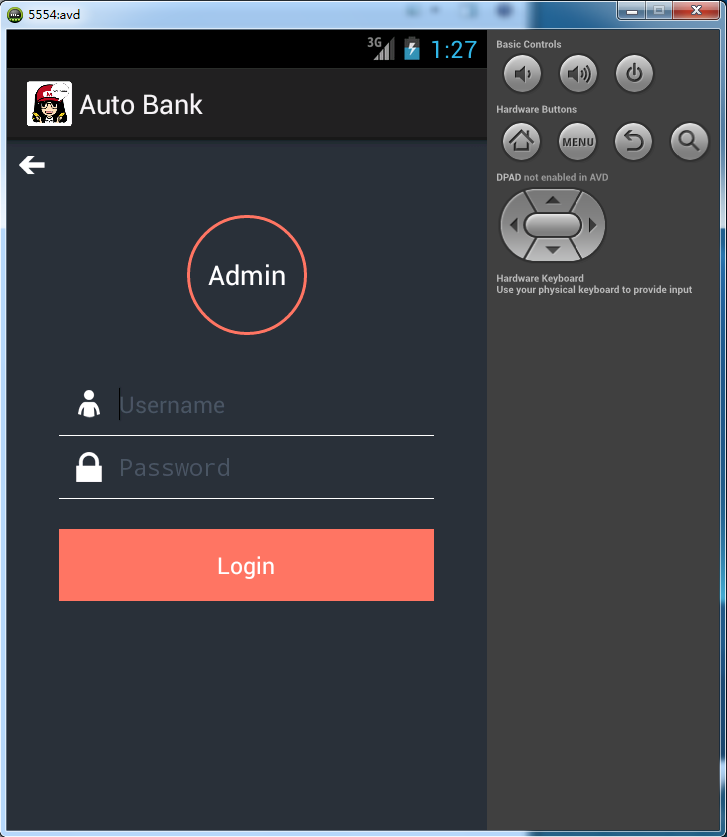 5554:avd
3G
1:27
Auto Bank
Admin
Username
Password
Login
Basic Controls
Hardware Buttons
MENU
DPAD not enabled in AVD
Hardware Keyboard
Use your physical keyboard to provide input